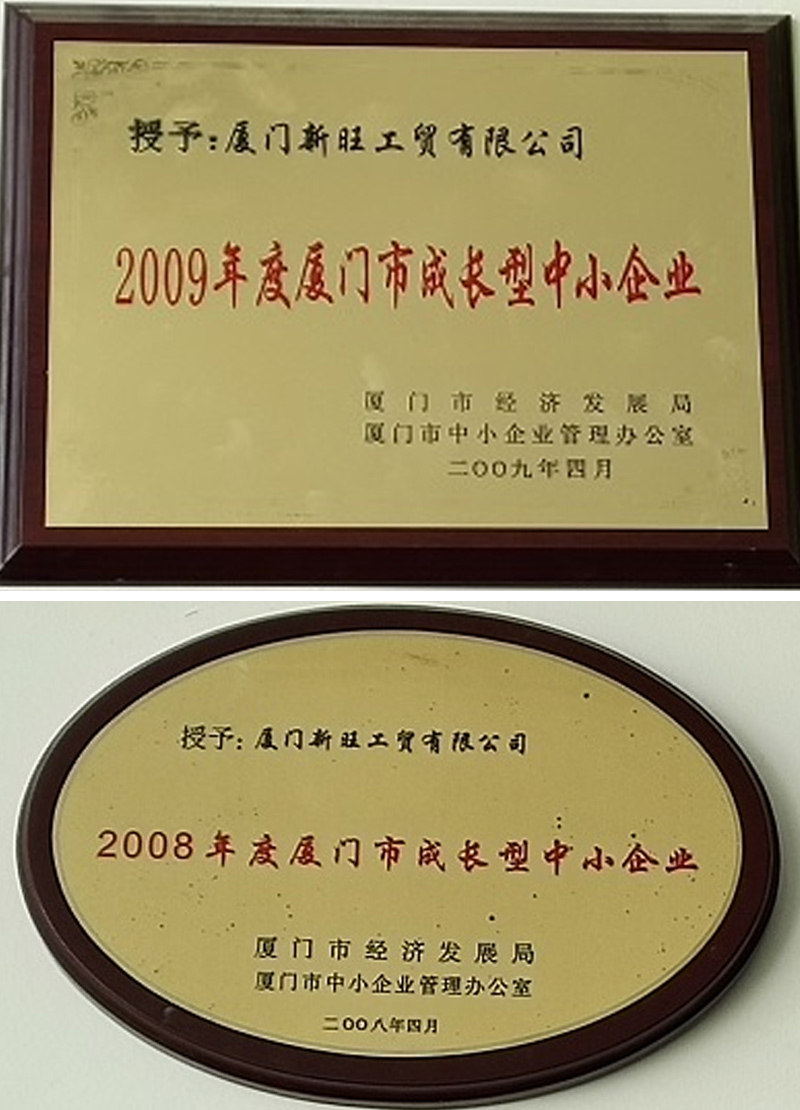 授予:厦门新旺工贸有限公司
2009年度厦门市成长型中小企业
厦门市经济发展局
厦门市中小企业管理办公室
二〇〇九年四月
授予:厦门新旺工贸有限公司
2008年度厦门市成长型中小企业
厦门市经济发展局
厦门市中小企业管理办公室
二〇〇八年四月